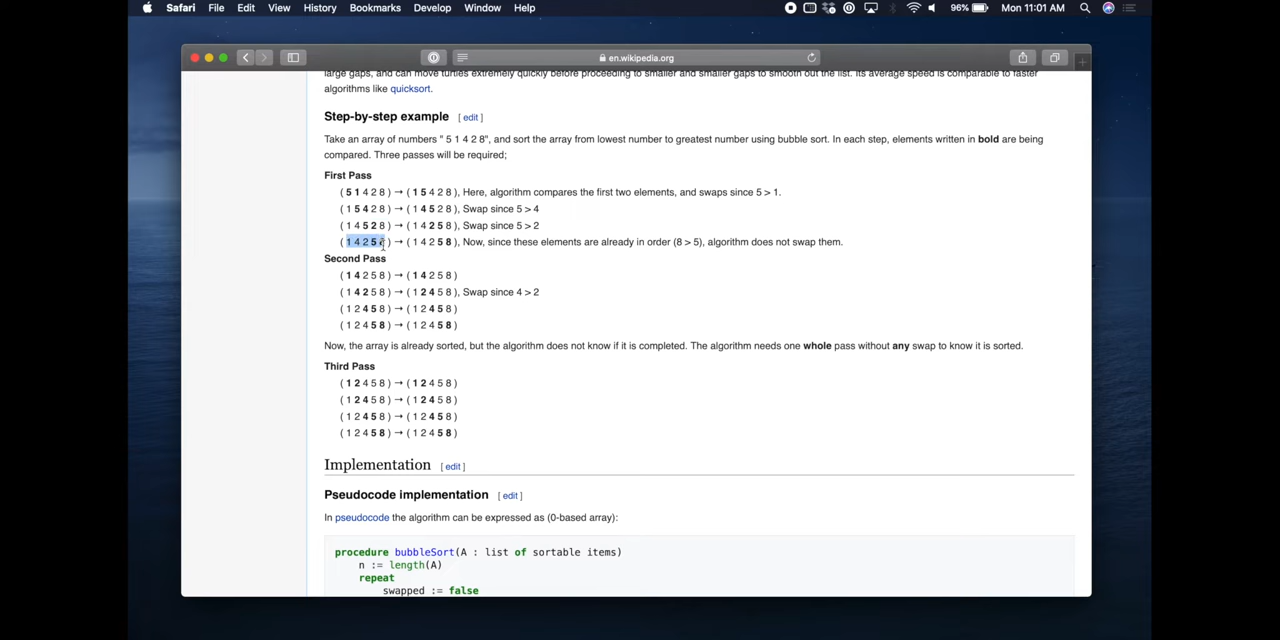 Safari File Edit View History Bookmarks Develop Window Help 96% Mon 11:01 AM
en.wikipedia.org
large gaps, and can move turtles extremely quickly before proceeding to smaller and smaller gaps to smooth out the list. Its average speed is comparable to faster
algorithms like quicksort.
Step-by-step example [ edit ]
Take an array of numbers " 5 1 4 2 8", and sort the array from lowest number to greatest number using bubble sort. In each step, elements written in bold are being
compared. Three passes will be required;
First Pass
( 5 1 4 2 8 ) → ( 1 5 4 2 8 ), Here, algorithm compares the first two elements, and swaps since 5 > 1.
( 1 5 4 2 8 ) → ( 1 4 5 2 8 ), Swap since 5 > 4
( 1 4 5 2 8 ) → ( 1 4 2 5 8 ), Swap since 5 > 2
( 1 4 2 5 8 ) → ( 1 4 2 5 8 ), Now, since these elements are already in order (8 > 5), algorithm does not swap them.
Second Pass
( 1 4 2 5 8 ) → ( 1 4 2 5 8 )
( 1 4 2 5 8 ) → ( 1 2 4 5 8 ), Swap since 4 > 2
( 1 2 4 5 8 ) → ( 1 2 4 5 8 )
( 1 2 4 5 8 ) → ( 1 2 4 5 8 )
Now, the array is already sorted, but the algorithm does not know if it is completed. The algorithm needs one whole pass without any swap to know it is sorted.
Third Pass
( 1 2 4 5 8 ) → ( 1 2 4 5 8 )
( 1 2 4 5 8 ) → ( 1 2 4 5 8 )
( 1 2 4 5 8 ) → ( 1 2 4 5 8 )
( 1 2 4 5 8 ) → ( 1 2 4 5 8 )
Implementation [ edit ]
Pseudocode implementation [ edit ]
In pseudocode the algorithm can be expressed as (0-based array):
procedure bubbleSort(A : list of sortable items)
n := length(A)
repeat
swapped := false